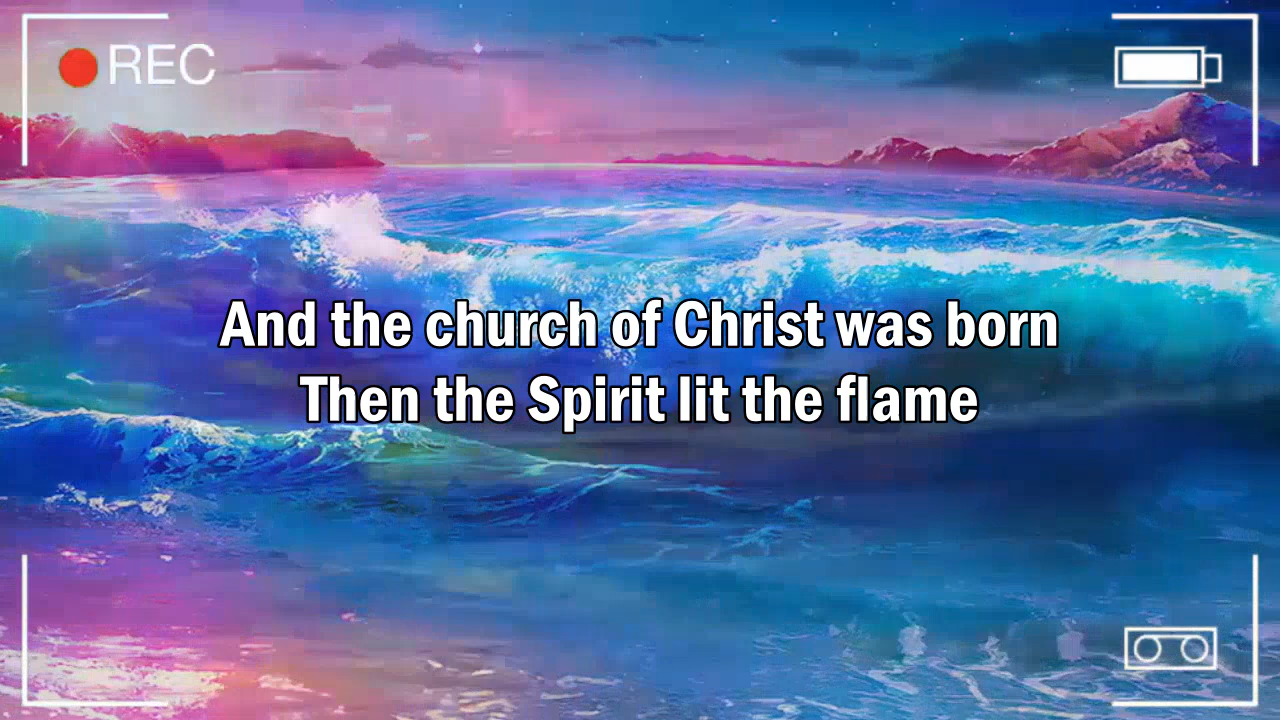 REC
And the church of Christ was born
Then the Spirit lit the flame